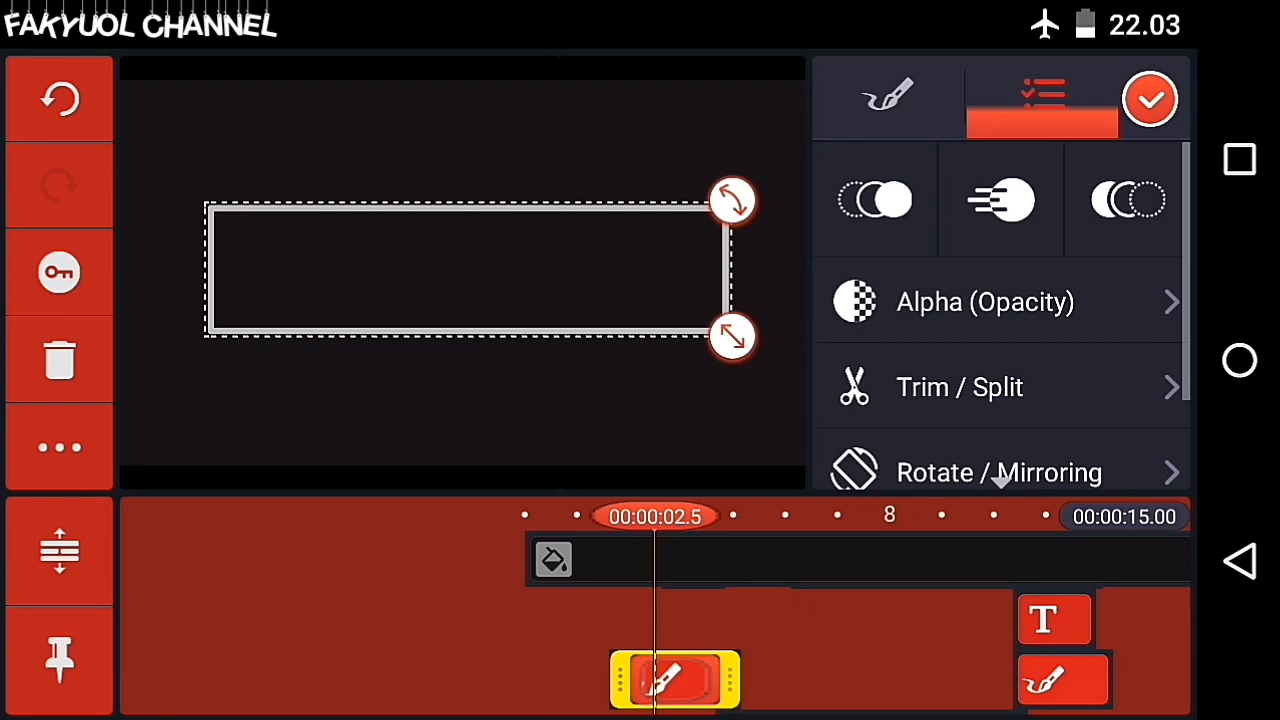 FAKYUOL CHANNEL
22.03
Alpha (Opacity)
Trim / Split
Rotate / Mirroring
00:00:02.5
8
00:00:15.00
T